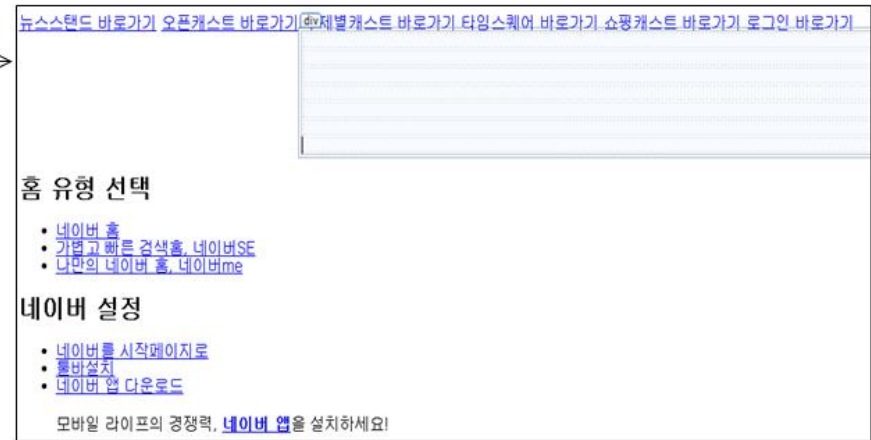 뉴스스탠드 바로가기 오픈캐스트 바로가기 div 제별캐스트 바로가기 타임스퀘어 바로가기 쇼핑캐스트 바로가기 로그인 바로가기
홈 유형 선택
네이버 홈
가볍고 빠른 검색홈, 네이버SE
나만의 네이버 홈, 네이버me
네이버 설정
네이버를 시작페이지로
툴바설치
네이버 앱 다운로드
모바일 라이프의 경쟁력, 네이버 앱을 설치하세요!